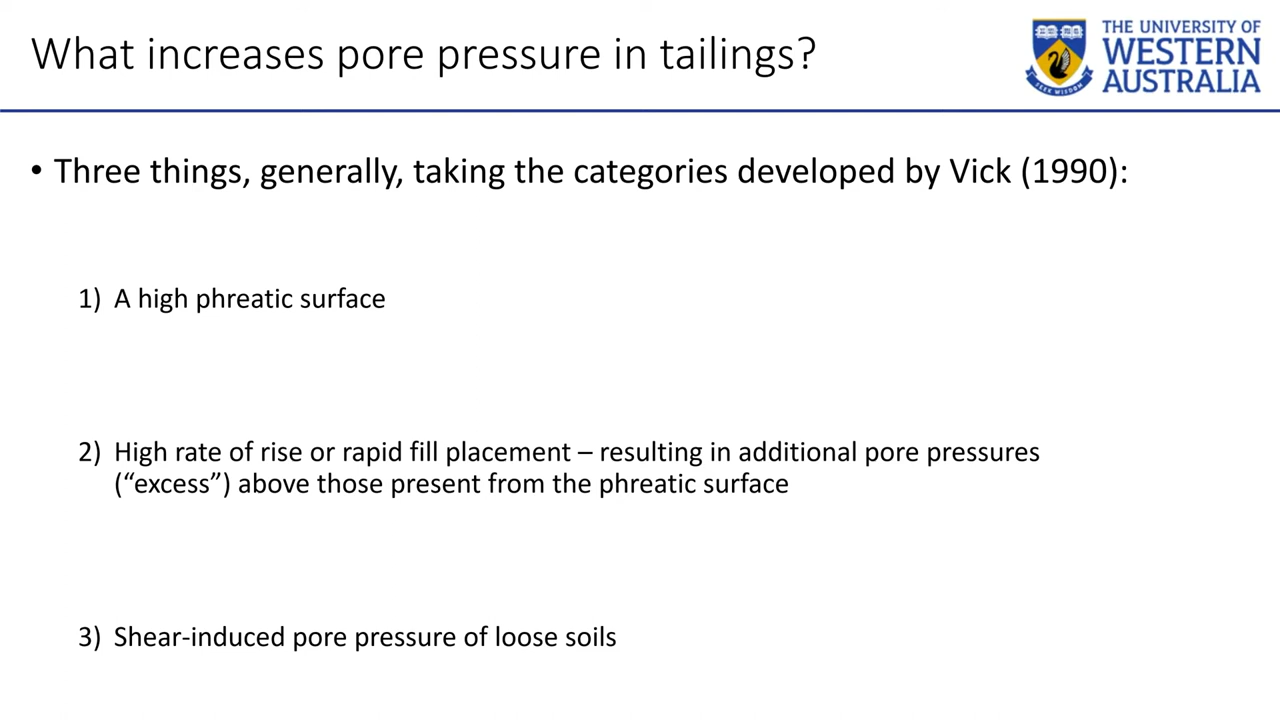 What increases pore pressure in tailings?
THE UNIVERSITY OF
WESTERN
AUSTRALIA
SEEK WISDOM
• Three things, generally, taking the categories developed by Vick (1990):
1) A high phreatic surface
2) High rate of rise or rapid fill placement – resulting in additional pore pressures
(“excess”) above those present from the phreatic surface
3) Shear-induced pore pressure of loose soils